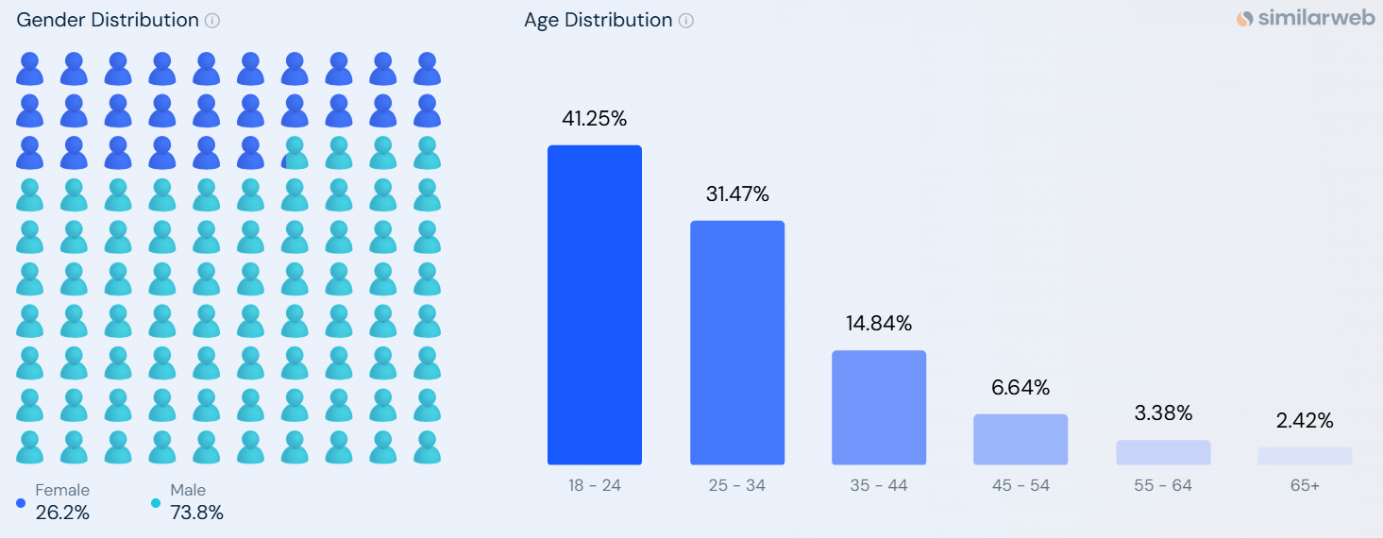 Gender Distribution
Female
26.2%
Male
73.8%
Age Distribution
similarweb
41.25%
31.47%
14.84%
6.64%
3.38%
2.42%
18 - 24
25 - 34
35 - 44
45 - 54
55 - 64
65+